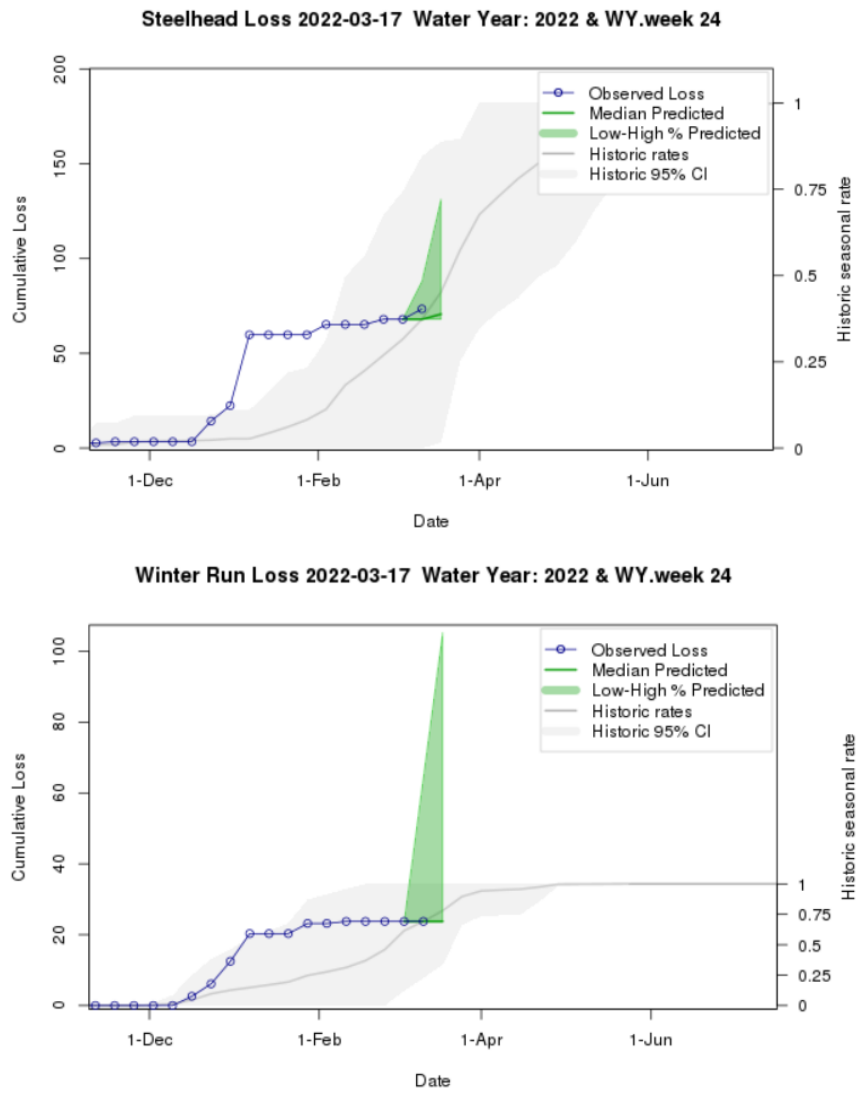 Steelhead Loss 2022-03-17 Water Year: 2022 & WY.week 24
200
150
100
50
0
Cumulative Loss
Observed Loss
Median Predicted
Low-High % Predicted
Historic rates
Historic 95% CI
1
0.75
0.5
0.25
0
Historic seasonal rate
1-Dec
1-Feb
1-Apr
1-Jun
Date
Winter Run Loss 2022-03-17 Water Year: 2022 & WY.week 24
100
80
60
40
20
0
Cumulative Loss
Observed Loss
Median Predicted
Low-High % Predicted
Historic rates
Historic 95% CI
1
0.75
0.5
0.25
0
Historic seasonal rate
1-Dec
1-Feb
1-Apr
1-Jun
Date